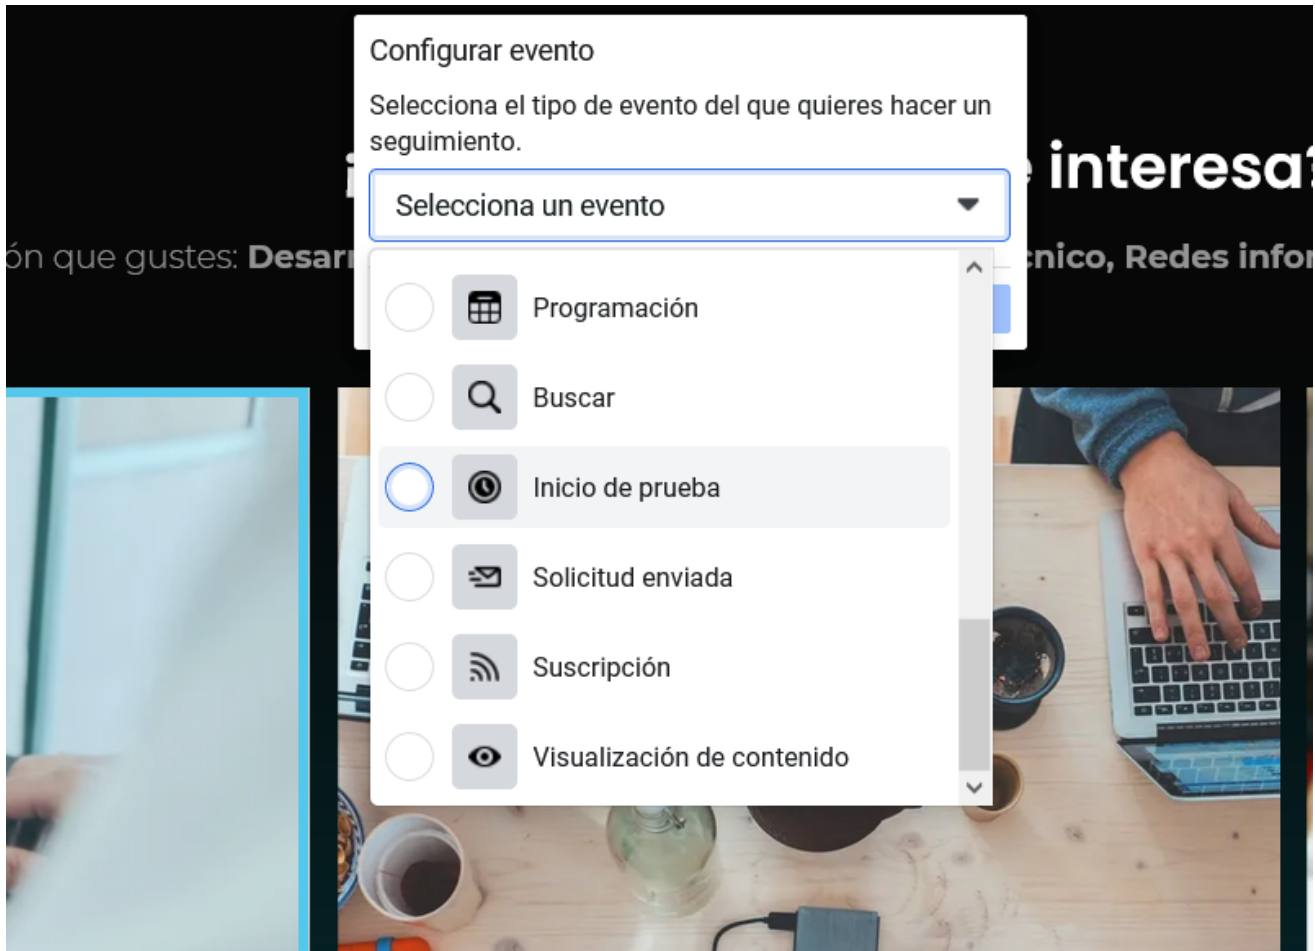 Configurar evento
Selecciona el tipo de evento del que quieres hacer un
seguimiento.
interesa?
Selecciona un evento
ón que gustes: Desarr
cnico, Redes infor
Programación
Buscar
Inicio de prueba
Solicitud enviada
Suscripción
Visualización de contenido